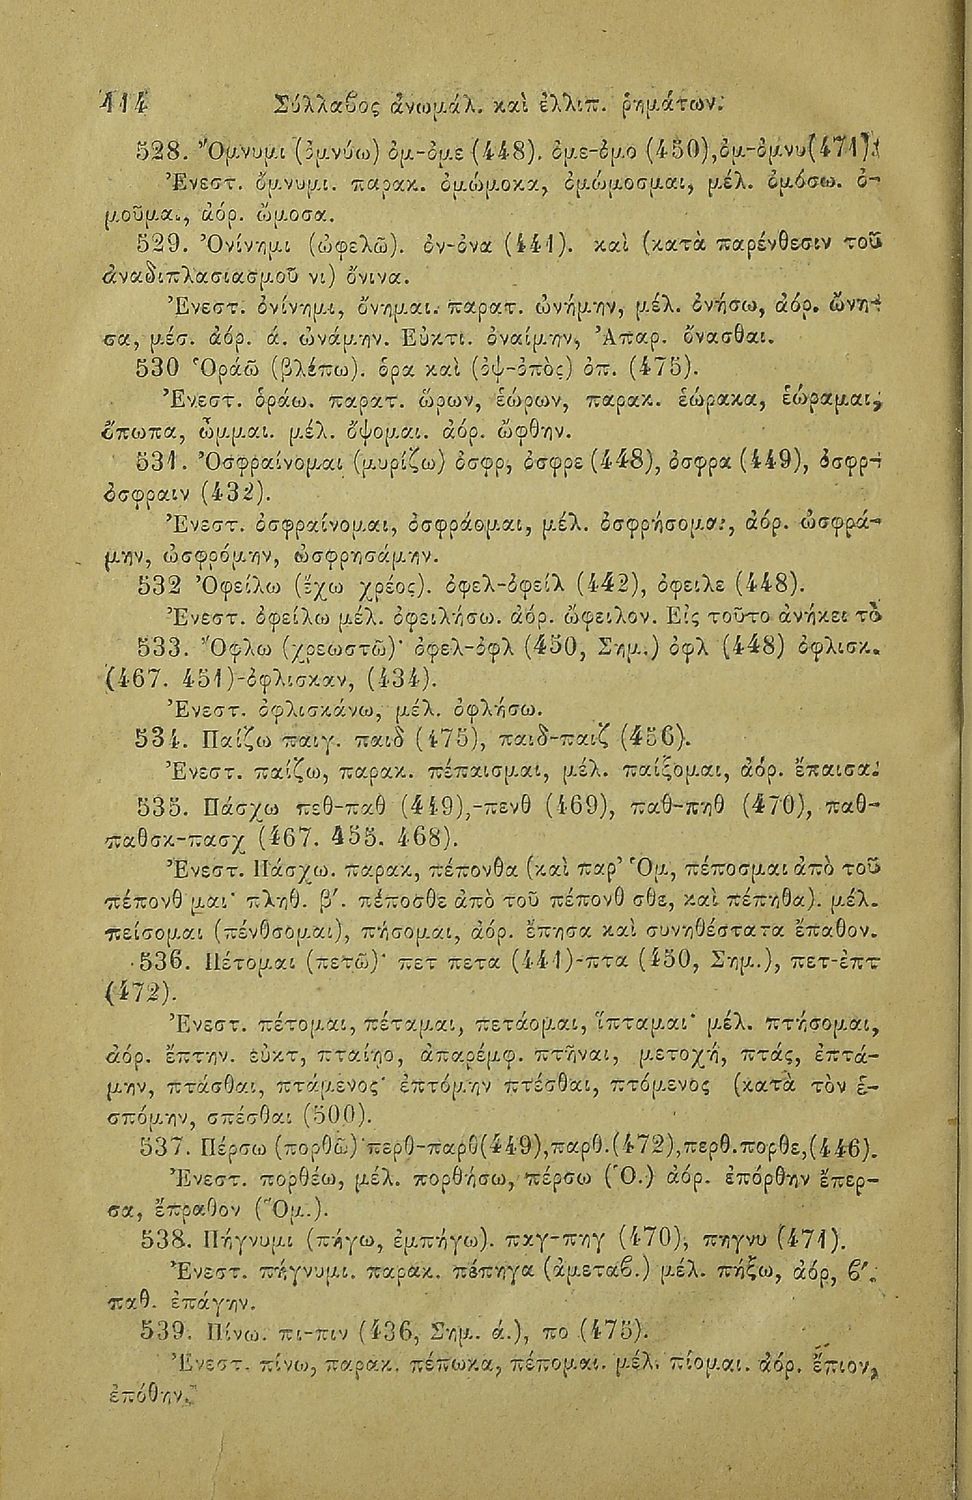 414 Σύλλαβος ἀνωμάλ. καὶ ἐλλιπ. ῥημάτων.
528. Ὄμνυμι (ὀμνύω) ὀμ-ὀμε (448), ὀμε-ὀμο (450), ὀμ-ὀμνυ (471).
Ἐνεστ. ὄμνυμι. παρακ. ὀμώμοκα, ὀμώμοσμαι, μέλ. ὀμόσω. ὀ-
μοῦμαι, ἀόρ. ὤμοσα.
529. Ὀνίνημι (ὠφελῶ). ὀν-ὀνα (441). καὶ (κατὰ παρένθεσιν τοῦ
ἀναδιπλασιασμοῦ νι) ὄνινα.
Ἐνεστ. ὀνίνημι, ὄνημαι. παρατ. ὠνήμην, μέλ. ὀνήσω, ἀόρ. ὤνη-
σα, μέσ. ἀόρ. ά. ὠνάμην. Εὐκτι. ὀναίμην, Ἀπαρ. ὄνασθαι.
530 Ὁράῶ (βλέπω). ὁρα καὶ (ὀψ-ὀπὸς) ὀπ. (475).
Ἐνεστ. ὁράω. παρατ. ὥρων, ἑώρων, παρακ. ἑώρακα, ἑώραμαι,
ὄπωπα, ὦμμαι. μέλ. ὄψομαι. ἀόρ. ὤφθην.
531. Ὀσφραίνομαι (μυρίζω) ὀσφρ, ὀσφρε (448), ὀσφρα (449), ὀσφρ-
ὀσφραιν (432).
Ἐνεστ. ὀσφραίνομαι, ὀσφράομαι, μέλ. ὀσφρήσομαι, ἀόρ. ὠσφρά-
μην, ὠσφρόμην, ὠσφρησάμην.
532 Ὀφείλω (ἔχω χρέος). ὀφελ-ὀφείλ (442), ὀφειλε (448).
Ἐνεστ. ὀφείλω μέλ. ὀφειλήσω. ἀόρ. ὤφειλον. Εἰς τοῦτο ἀνήκει τὸ
533. Ὄφλω (χρεωστῶ)· ὀφελ-ὀφλ (450, Σημ.) ὀφλ (448) ὀφλισκ.
(467. 451)-ὀφλισκαν, (434).
Ἐνεστ. ὀφλισκάνω, μέλ. ὀφλήσω.
534. Παίζω παιγ. παιδ (475), παιδ-παιζ (456).
Ἐνεστ. παίζω, παρακ. πέπαισμαι, μέλ. παίξομαι, ἀόρ. ἔπαισα.
535. Πάσχω πεθ-παθ (449),-πενθ (469), παθ-πηθ (470), παθ-
παθσκ-πασχ (467. 455. 468).
Ἐνεστ. Πάσχω. παρακ, πέπονθα (καὶ παρ' Ὁμ, πέποσμαι ἀπὸ τοῦ
πέπονθ μαι· πληθ. β΄. πέποσθε ἀπὸ τοῦ πέπονθ σθε, καὶ πέπηθα). μέλ.
πείσομαι (πένθσομαι), πήσομαι, ἀόρ. ἔπησα καὶ συνηθέστατα ἔπαθον.
536. Πέτομαι (πετῶ)· πετ πετα (441)-πτα (450, Σημ.), πετ-ἐπτ
(472).
Ἐνεστ. πέτομαι, πέταμαι, πετάομαι, ἵπταμαι· μέλ. πτήσομαι,
ἀόρ. ἔπτην. εὐκτ, πταίηο, ἀπαρέμφ. πτῆναι, μετοχή, πτάς, ἐπτά-
μην, πτάσθαι, πτάμενος· ἐπτόμην πτέσθαι, πτόμενος (κατὰ τὸν ἑ-
σπόμην, σπέσθαι (500).
537. Πέρσω (πορθῶ)·περθ-παρθ(449),παρθ.(472),περθ.πορθε,(446).
Ἐνεστ. πορθέω, μέλ. πορθήσω, πέρσω (Ὁ.) ἀόρ. ἐπόρθην ἔπερ-
σα, ἔπραθον (Ὅμ.).
538. Πήγνυμι (πήγω, ἐμπήγω). παγ-πηγ (470), πηγνυ (471).
Ἐνεστ. πήγνυμι. παρακ. πέπηγα (ἀμεταβ.) μέλ. πήξω, ἀόρ, β΄.
παθ. ἐπάγην.
539. Πίνω. πι-πιν (436, Σημ. ά.), πο (475).
Ἐνεστ. πίνω, παρακ. πέπωκα, πέπομαι. μέλ. πίομαι. ἀόρ. ἔπιον,
ἐπόθην.